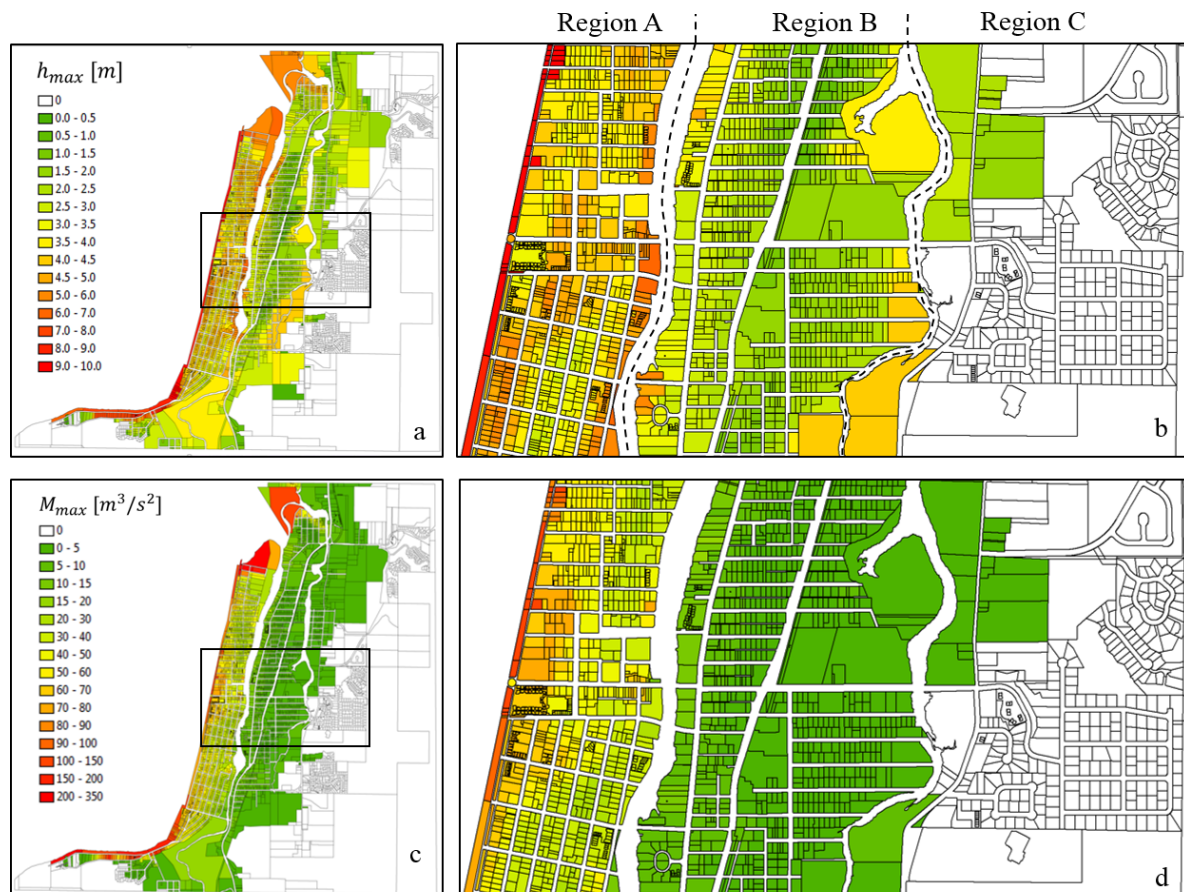 Region A
Region B
Region C
h_max [m]
0
0.0 - 0.5
0.5 - 1.0
1.0 - 1.5
1.5 - 2.0
2.0 - 2.5
2.5 - 3.0
3.0 - 3.5
3.5 - 4.0
4.0 - 4.5
4.5 - 5.0
5.0 - 6.0
6.0 - 7.0
7.0 - 8.0
8.0 - 9.0
9.0 - 10.0
a
b
M_max [m³/s²]
0
0 - 5
5 - 10
10 - 15
15 - 20
20 - 30
30 - 40
40 - 50
50 - 60
60 - 70
70 - 80
80 - 90
90 - 100
100 - 150
150 - 200
200 - 350
c
d